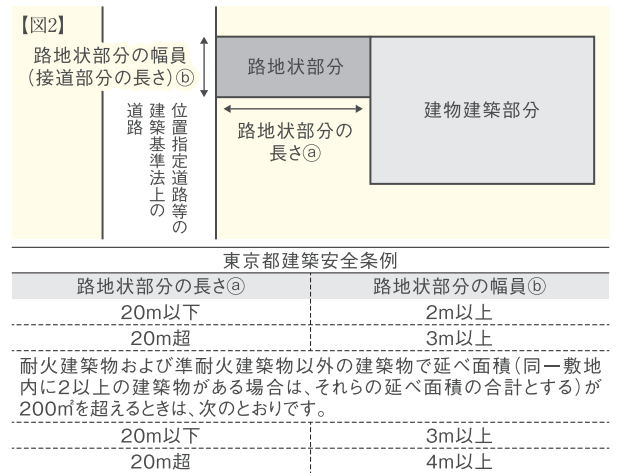 【図2】
路地状部分の幅員
（接道部分の長さ）ⓑ
路地状部分
建物建築部分
路地状部分の
長さⓐ
位置指定道路等の
建築基準法上の
道路
東京都建築安全条例
路地状部分の長さⓐ 路地状部分の幅員ⓑ
20m以下 2m以上
20m超 3m以上
耐火建築物および準耐火建築物以外の建築物で延べ面積（同一敷地
内に2以上の建築物がある場合は、それらの延べ面積の合計とする）が
200㎡を超えるときは、次のとおりです。
20m以下 3m以上
20m超 4m以上